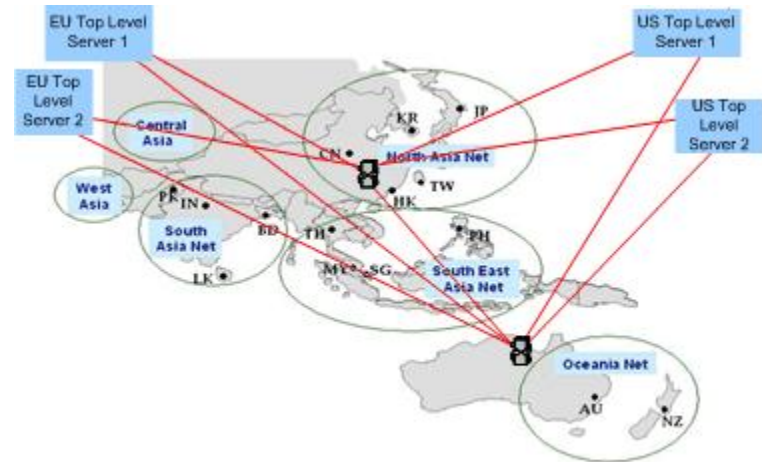 EU Top Level
Server 1
US Top Level
Server 1
EU Top
Level
Server 2
US Top
Level
Server 2
Central
Asia
KR
JP
CN
North Asia Net
West
Asia
PK
IN
TW
HK
South
Asia Net
BD
TH
PH
LK
MY
SG
South East
Asia Net
Oceania Net
AU
NZ